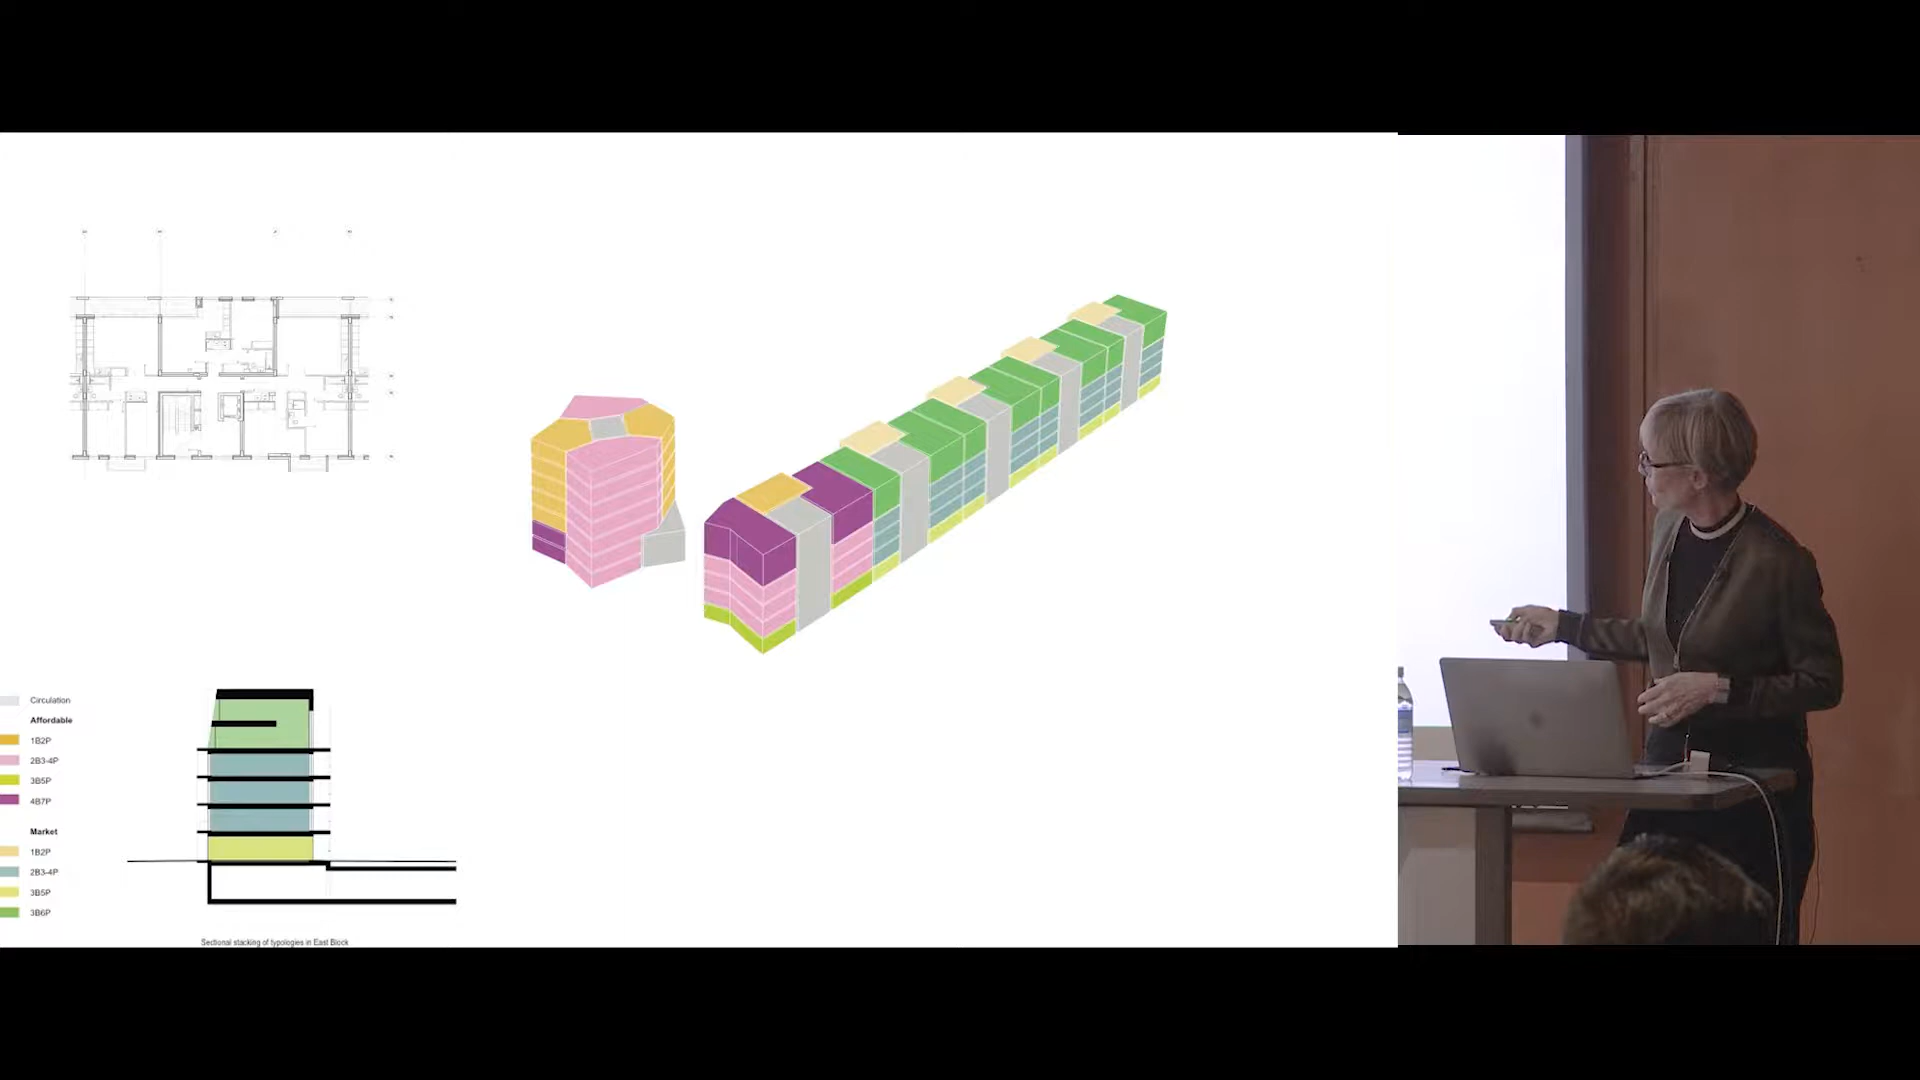 Circulation
Affordable
1B2P
2B3-4P
3B5P
4B7P
Market
1B2P
2B3-4P
3B5P
3B6P
Sectional stacking of typologies in East Block